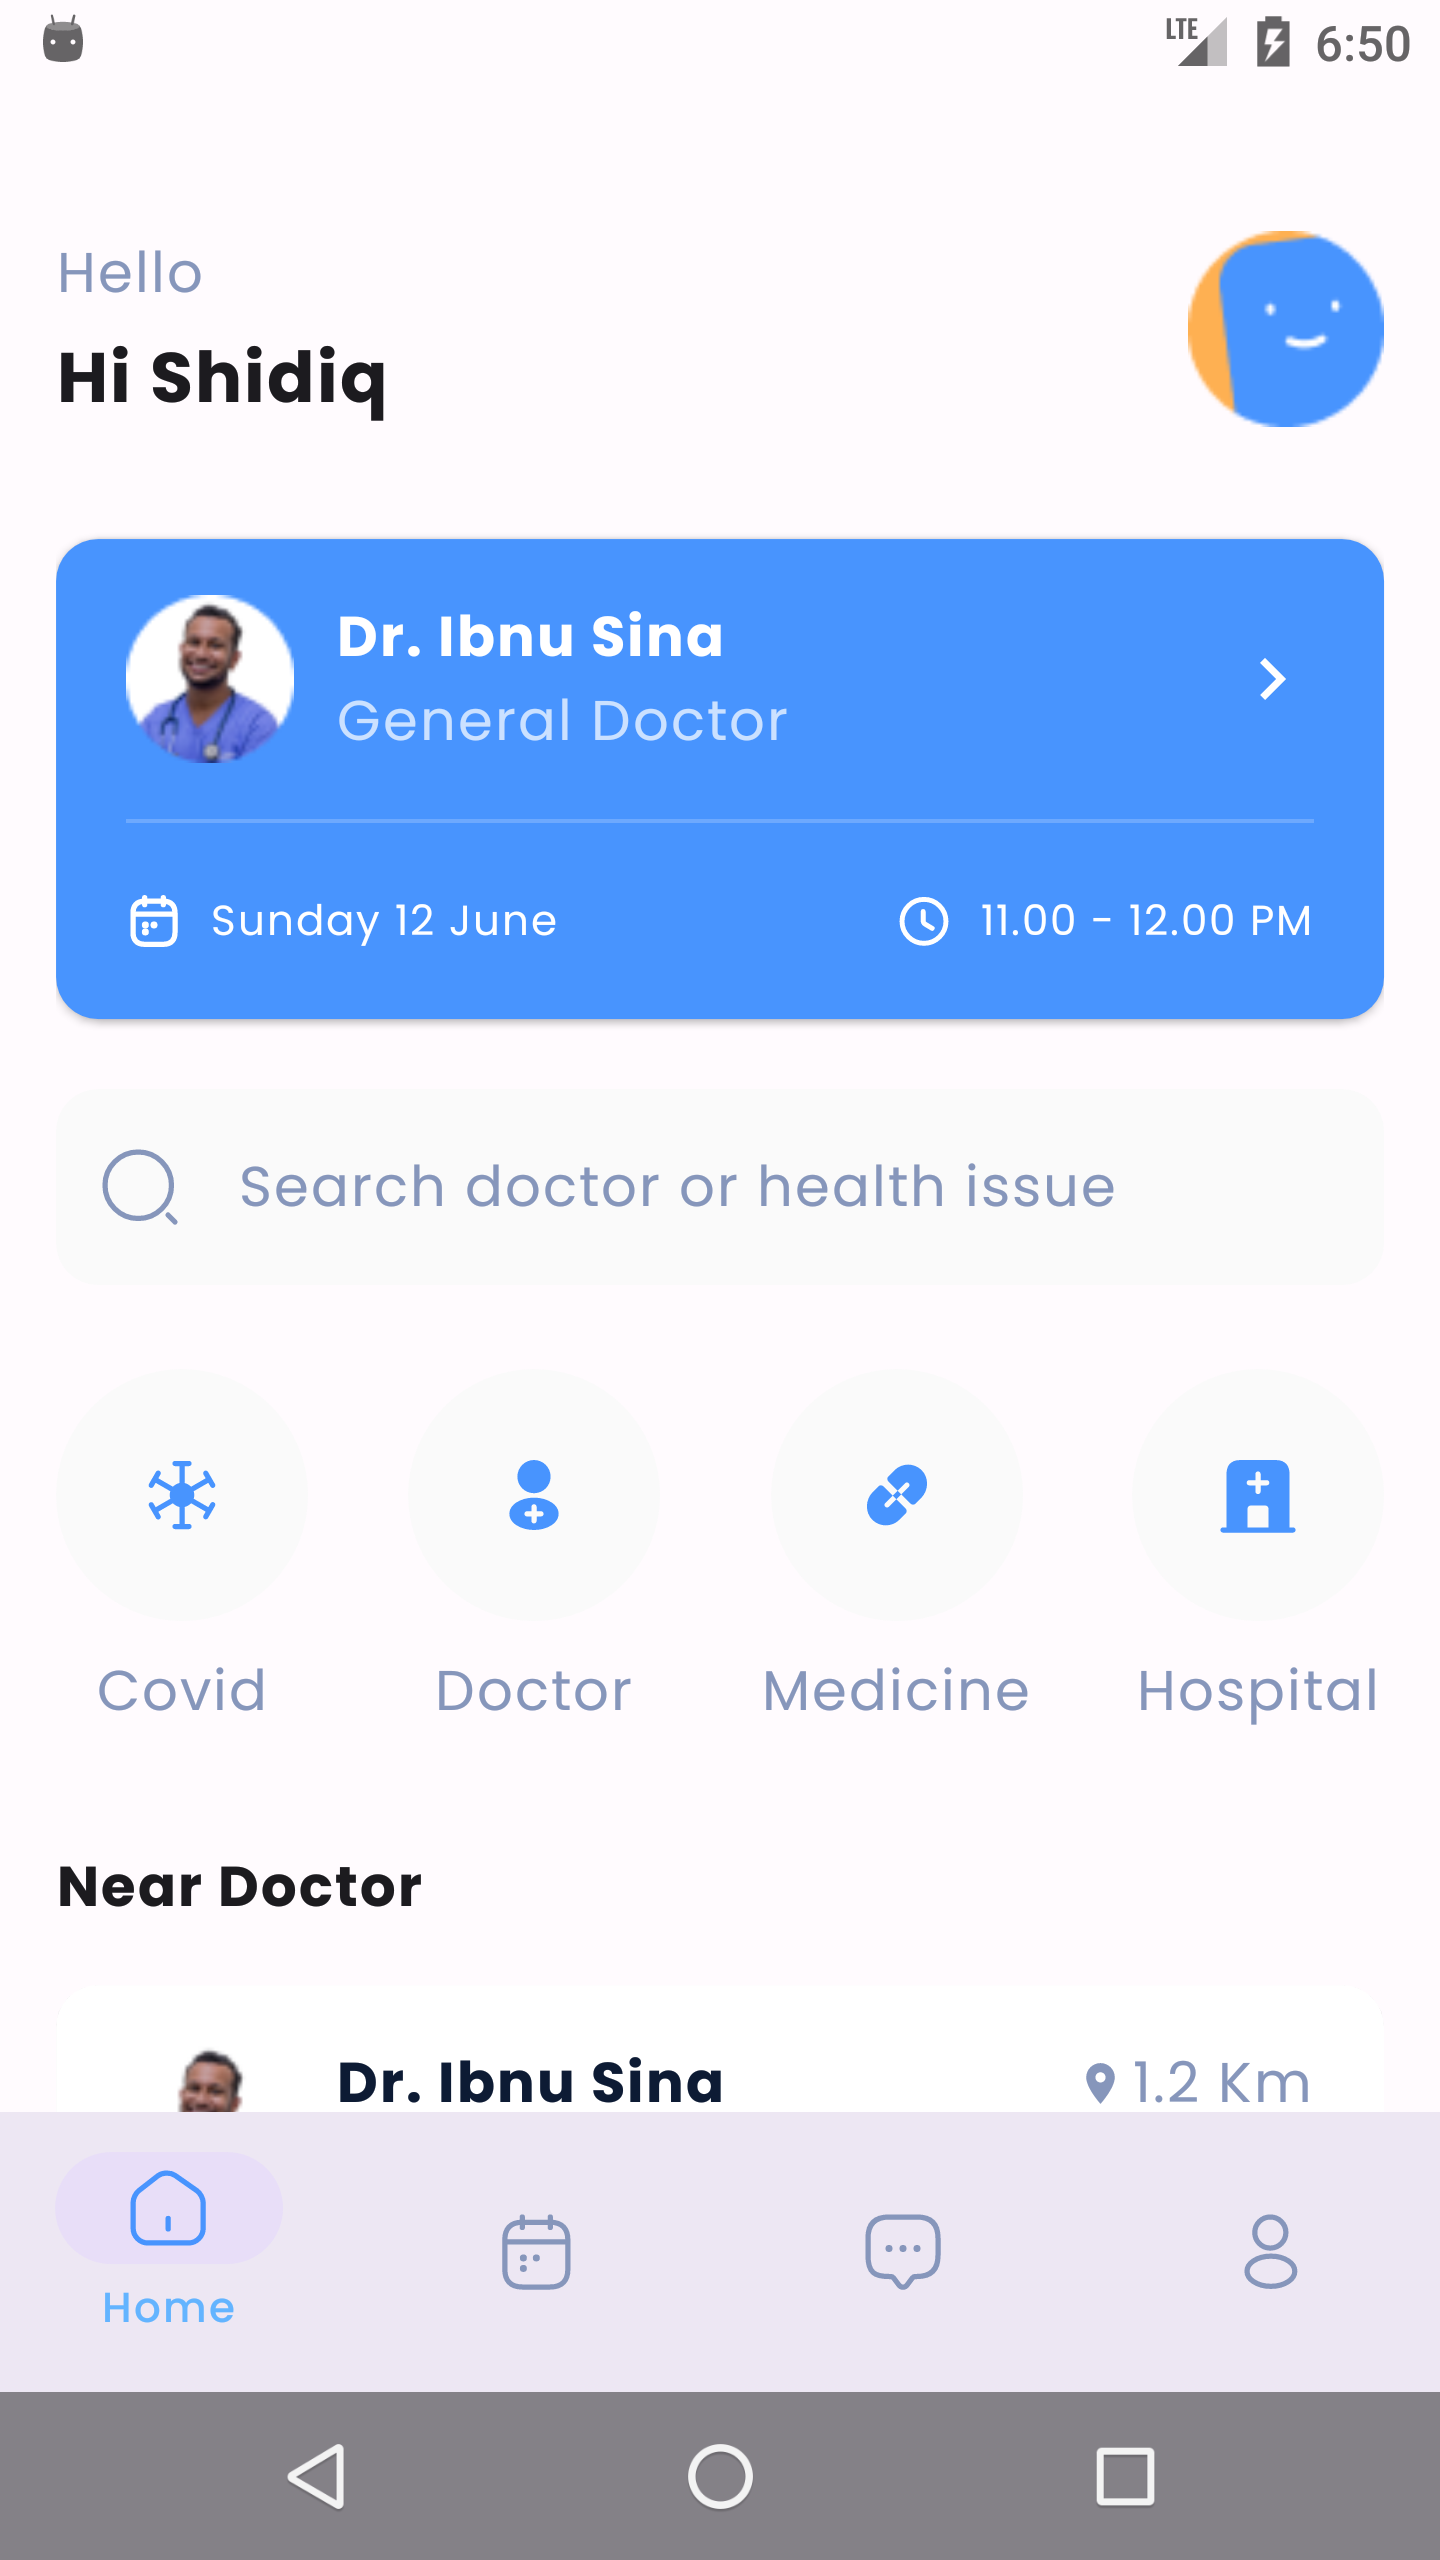 LTE 6:50
Hello
Hi Shidiq
Dr. Ibnu Sina
General Doctor
Sunday 12 June
11.00 - 12.00 PM
Search doctor or health issue
Covid
Doctor
Medicine
Hospital
Near Doctor
Dr. Ibnu Sina
1.2 Km
Home